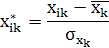 x*ik = (xik − x̄k) / σxk